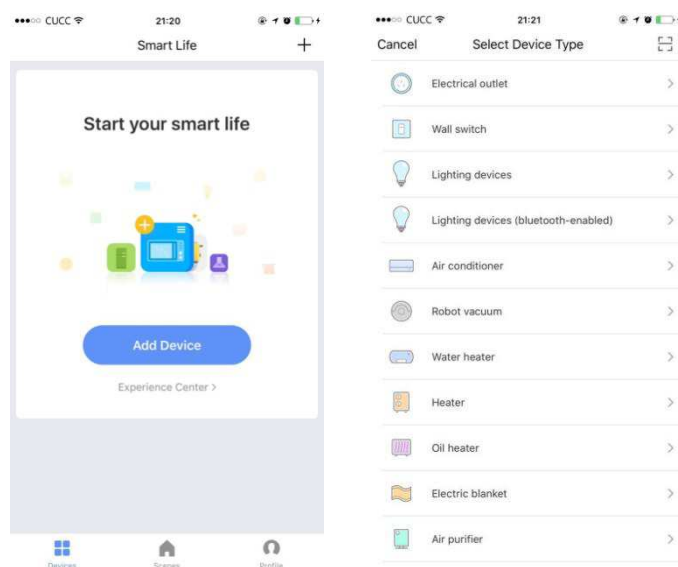 CUCC 21:20
Smart Life
Start your smart life
Add Device
Experience Center >
Devices Scenes Profile
CUCC 21:21
Cancel Select Device Type
Electrical outlet
Wall switch
Lighting devices
Lighting devices (bluetooth-enabled)
Air conditioner
Robot vacuum
Water heater
Heater
Oil heater
Electric blanket
Air purifier